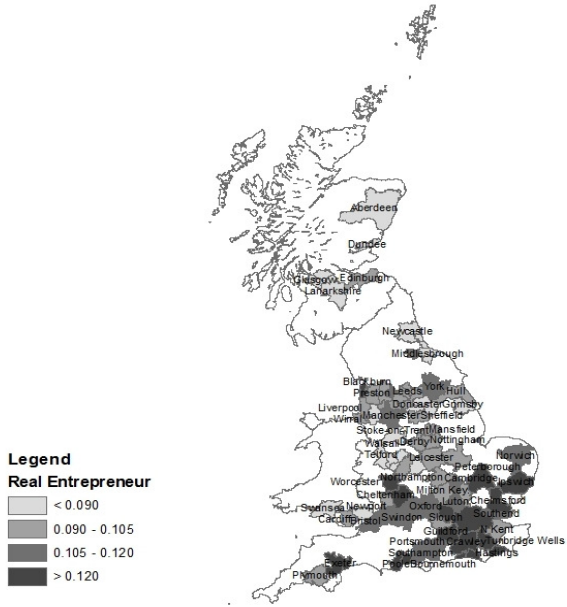 Aberdeen
Dundee
Glasgow Edinburgh
Lanarkshire
Newcastle
Middlesbrough
Blackburn
Preston Leeds York Hull
Doncaster Grimsby
Liverpool Manchester Sheffield
Wirral
Stoke-on-Trent Mansfield
Walsall Derby Nottingham
Telford Leicester Norwich
Peterborough
Worcester Northampton Cambridge Ipswich
Cheltenham Milton Key
Luton Chelmsford
Swansea Newport Oxford Southend
Cardiff Bristol Swindon Slough
Guildford N Kent
Portsmouth Crawley Tunbridge Wells
Southampton Hastings
Exeter Poole Bournemouth
Plymouth
Legend
Real Entrepreneur
< 0.090
0.090 - 0.105
0.105 - 0.120
> 0.120